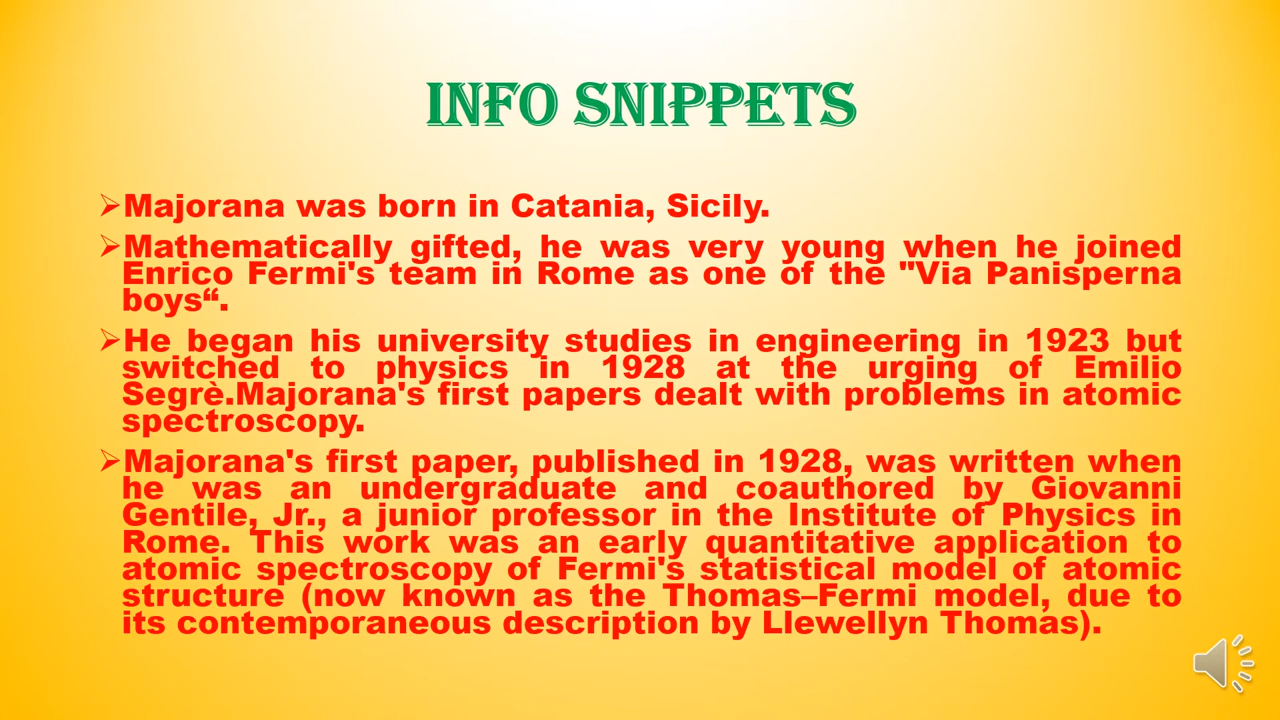 INFO SNIPPETS
➢Majorana was born in Catania, Sicily.
➢Mathematically gifted, he was very young when he joined
Enrico Fermi's team in Rome as one of the "Via Panisperna
boys“.
➢He began his university studies in engineering in 1923 but
switched to physics in 1928 at the urging of Emilio
Segrè.Majorana's first papers dealt with problems in atomic
spectroscopy.
➢Majorana's first paper, published in 1928, was written when
he was an undergraduate and coauthored by Giovanni
Gentile, Jr., a junior professor in the Institute of Physics in
Rome. This work was an early quantitative application to
atomic spectroscopy of Fermi's statistical model of atomic
structure (now known as the Thomas–Fermi model, due to
its contemporaneous description by Llewellyn Thomas).